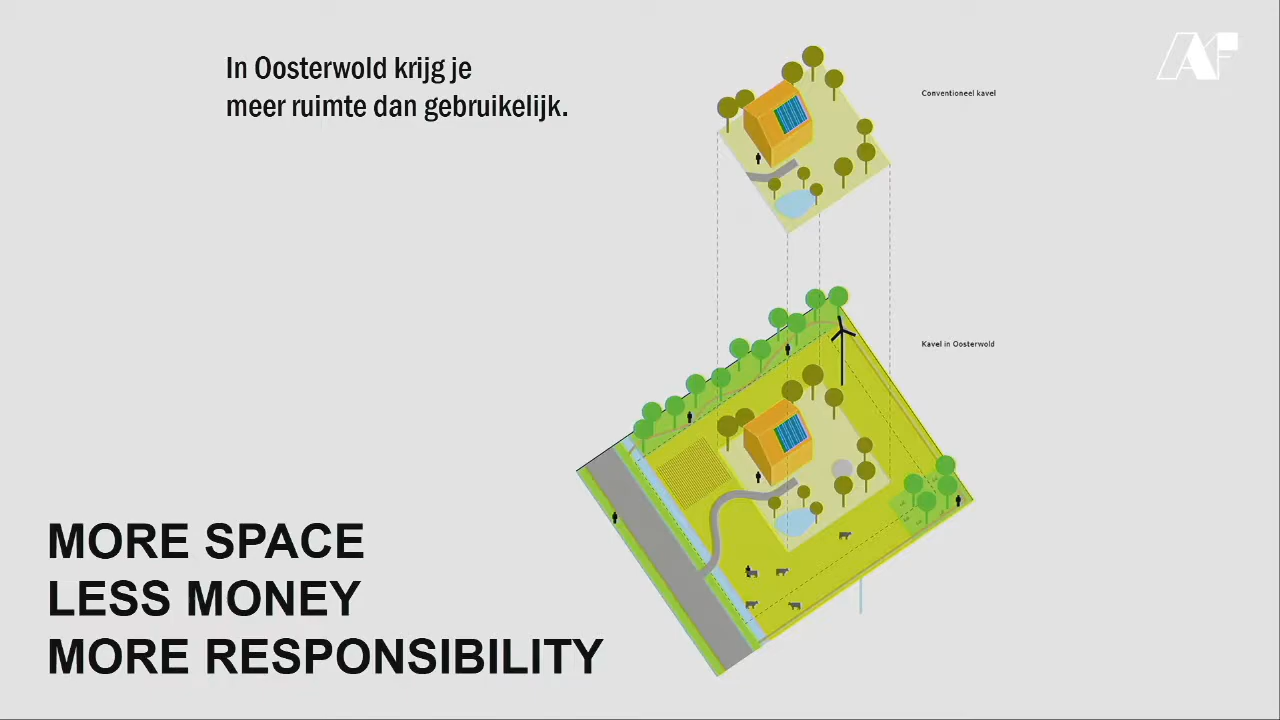 In Oosterwold krijg je
meer ruimte dan gebruikelijk.
Conventioneel kavel
Kavel in Oosterwold
MORE SPACE
LESS MONEY
MORE RESPONSIBILITY
AF